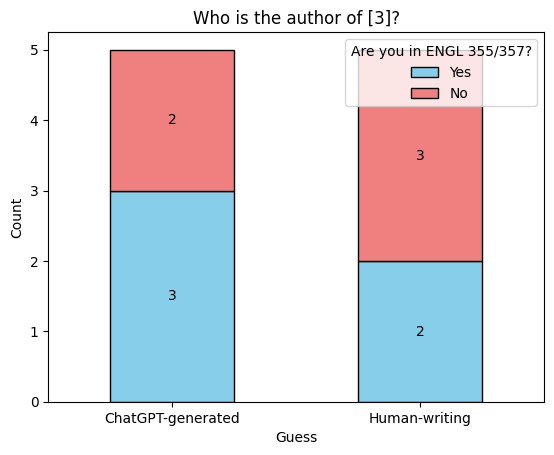 Who is the author of [3]?
Are you in ENGL 355/357?
Yes
No
5
4
3
2
1
0
Count
2
3
3
2
ChatGPT-generated
Human-writing
Guess